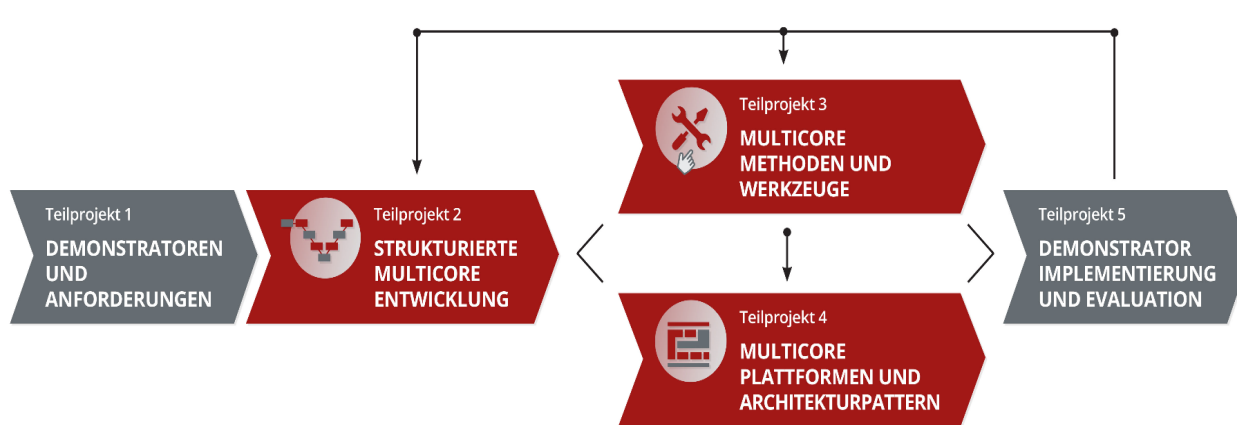 Teilprojekt 1
DEMONSTRATOREN
UND
ANFORDERUNGEN
Teilprojekt 2
STRUKTURIERTE
MULTICORE
ENTWICKLUNG
Teilprojekt 3
MULTICORE
METHODEN UND
WERKZEUGE
Teilprojekt 4
MULTICORE
PLATTFORMEN UND
ARCHITEKTURPATTERN
Teilprojekt 5
DEMONSTRATOR
IMPLEMENTIERUNG
UND EVALUATION